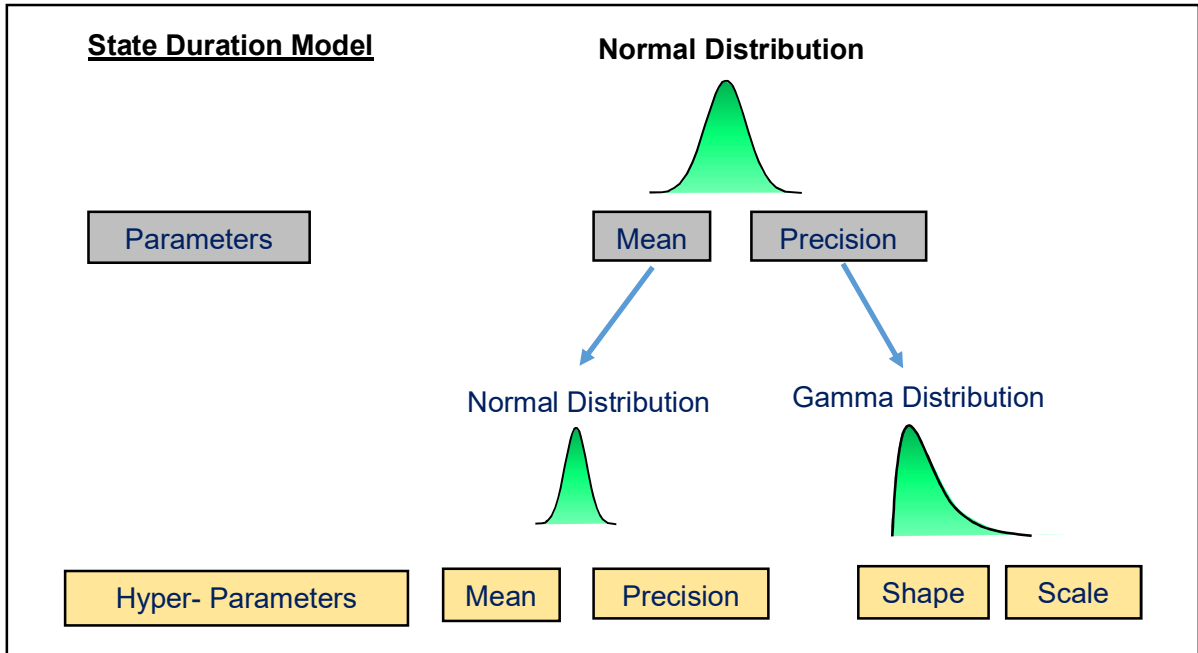 State Duration Model
Normal Distribution
Parameters
Mean
Precision
Normal Distribution
Gamma Distribution
Hyper- Parameters
Mean
Precision
Shape
Scale